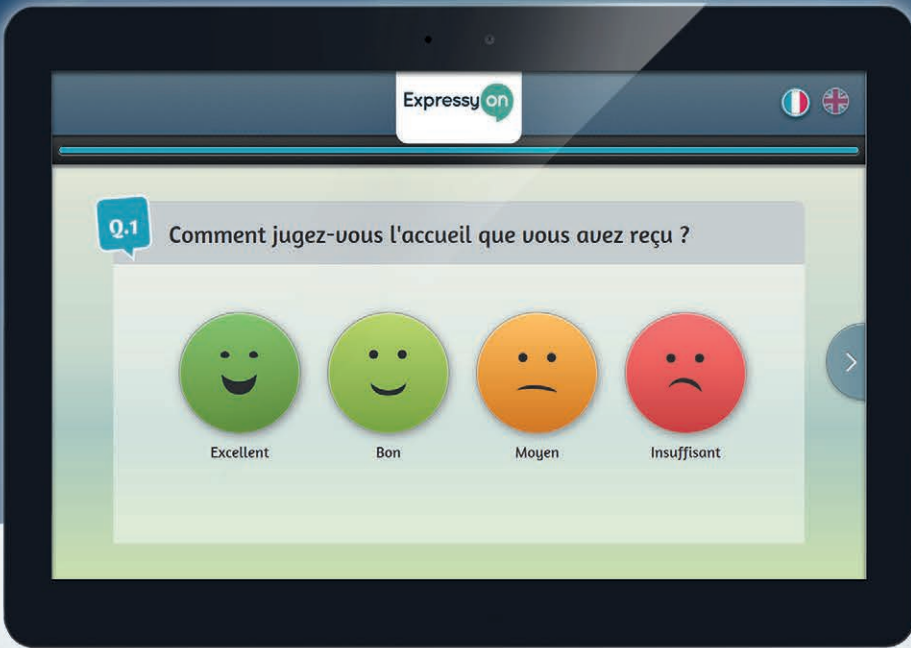 Expressyon
Q.1
Comment jugez-vous l'accueil que vous avez reçu ?
Excellent
Bon
Moyen
Insuffisant